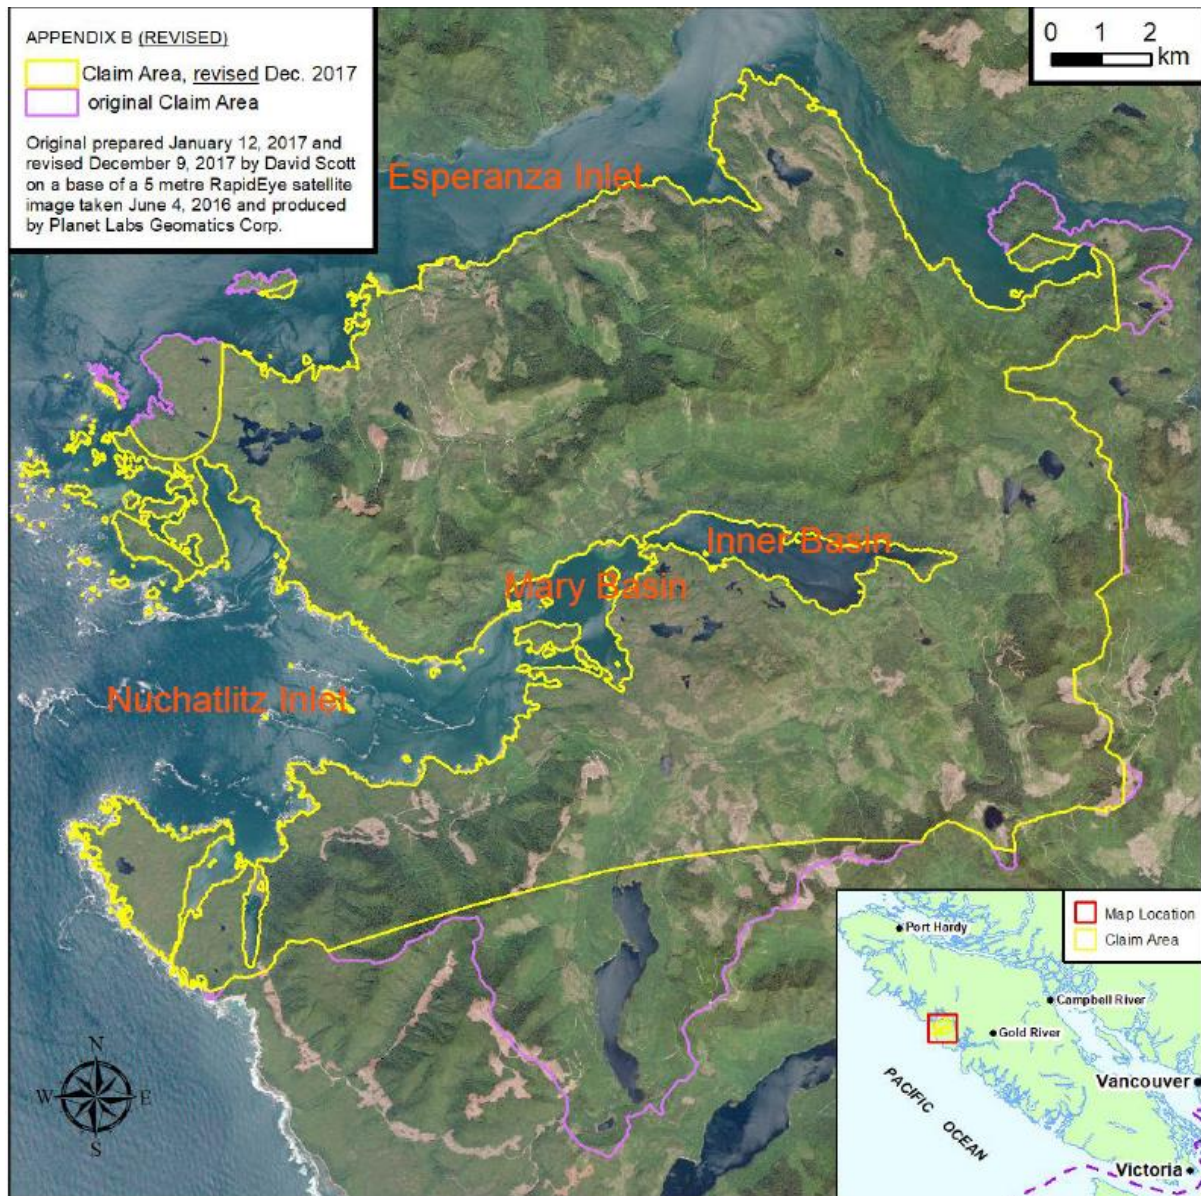 APPENDIX B (REVISED)
Claim Area, revised Dec. 2017
original Claim Area
Original prepared January 12, 2017 and
revised December 9, 2017 by David Scott
on a base of a 5 metre RapidEye satellite
image taken June 4, 2016 and produced
by Planet Labs Geomatics Corp.
0 1 2
km
Esperanza Inlet
Inner Basin
Mary Basin
Nuchatlitz Inlet
N
W E
S
Map Location
Claim Area
Port Hardy
Campbell River
Gold River
Vancouver
PACIFIC OCEAN
Victoria